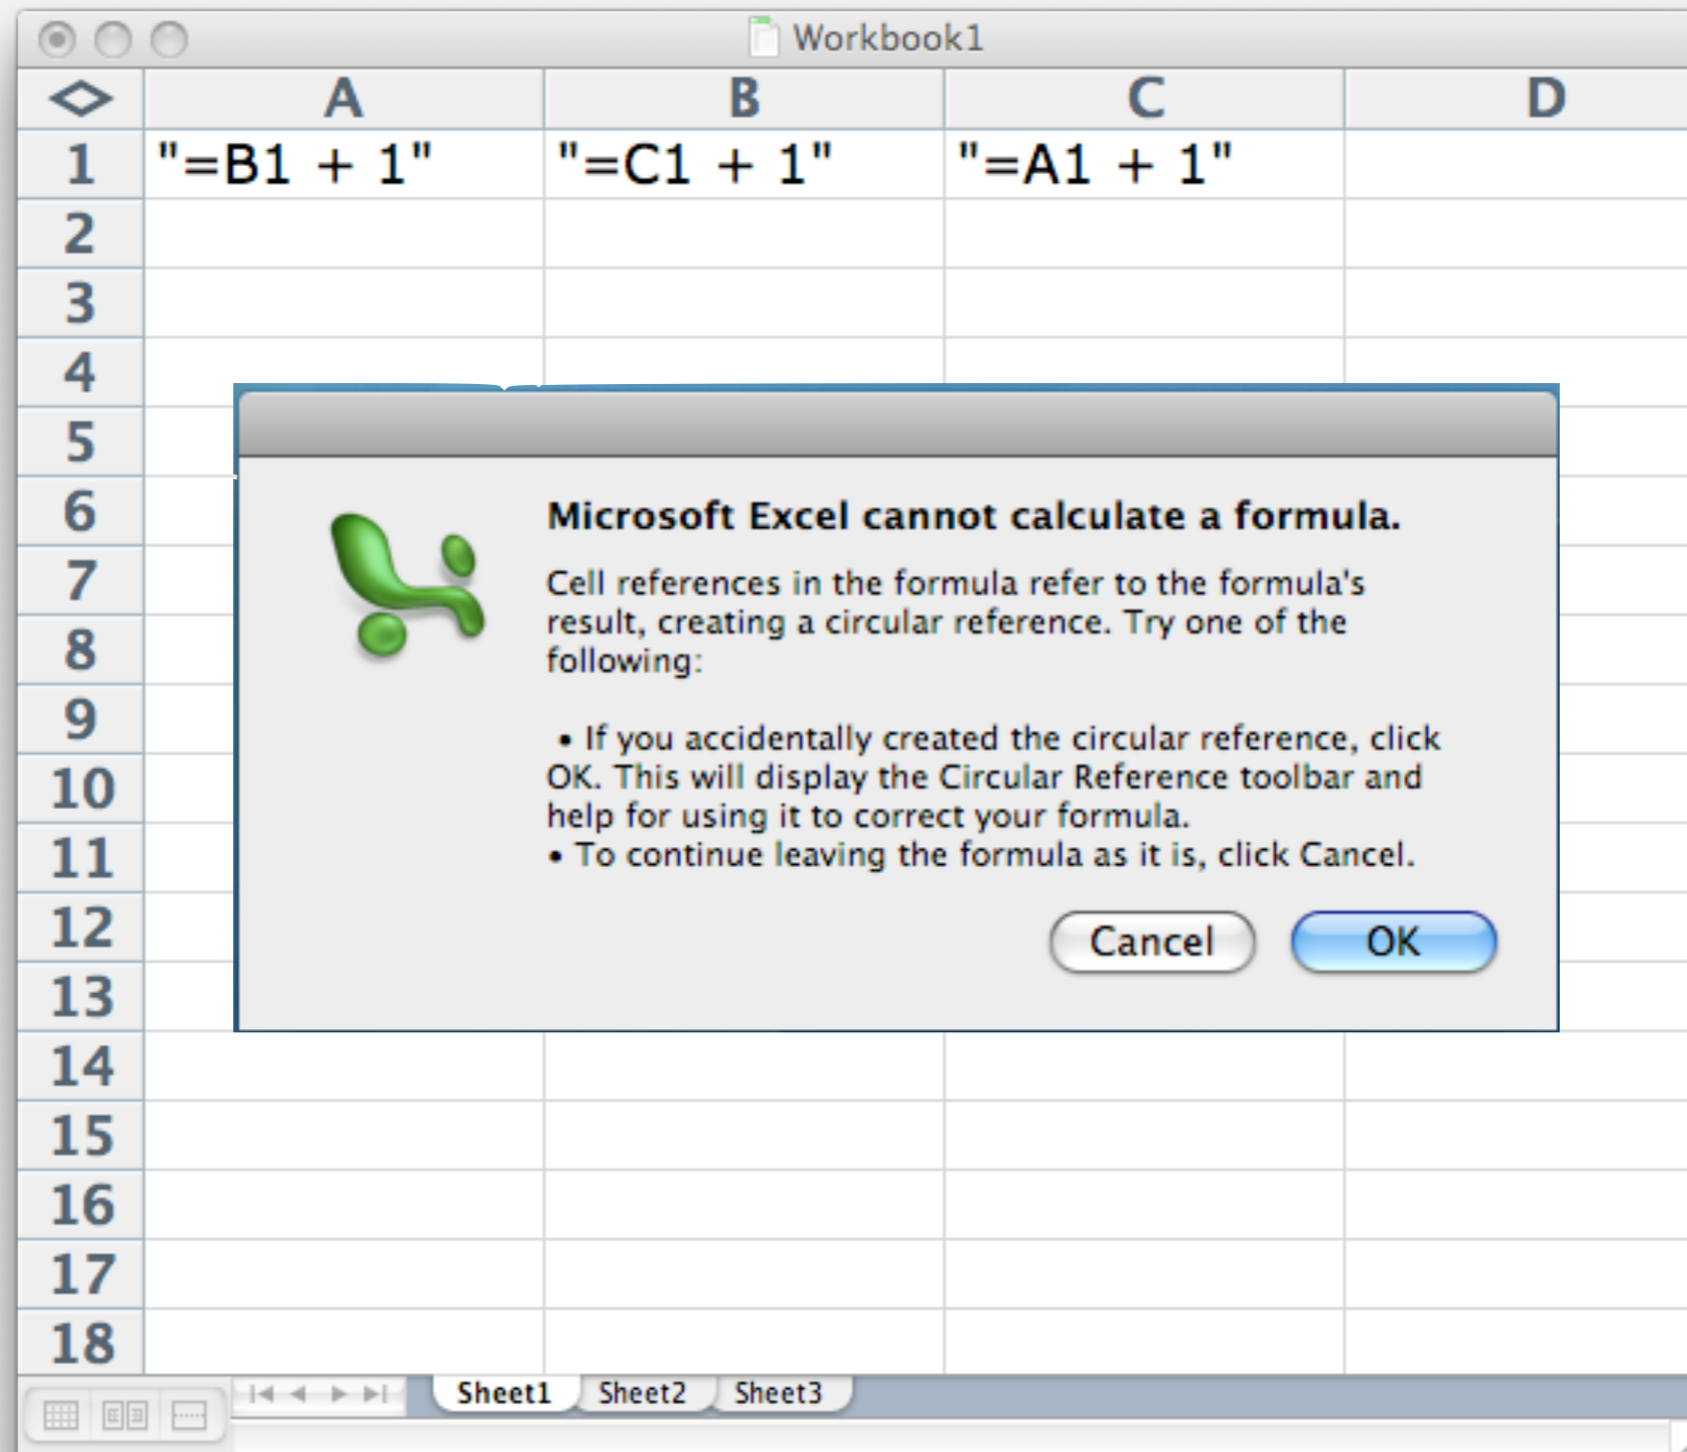 Workbook1
A B C D
1 "=B1 + 1" "=C1 + 1" "=A1 + 1"
2
3
4
5
6
7
8
9
10
11
12
13
14
15
16
17
18
Microsoft Excel cannot calculate a formula.
Cell references in the formula refer to the formula's
result, creating a circular reference. Try one of the
following:
• If you accidentally created the circular reference, click
OK. This will display the Circular Reference toolbar and
help for using it to correct your formula.
• To continue leaving the formula as it is, click Cancel.
Cancel OK
Sheet1 Sheet2 Sheet3